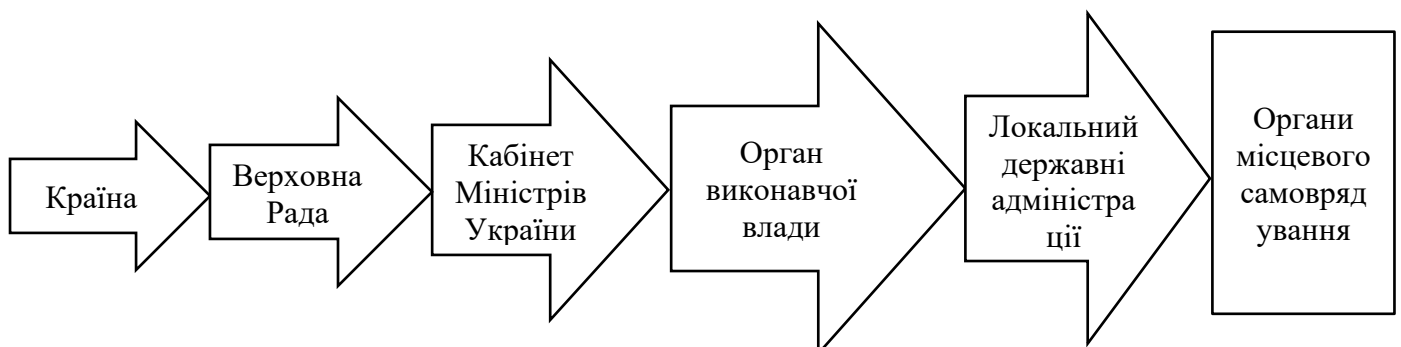 Країна
Верховна
Рада
Кабінет
Міністрів
України
Орган
виконавчої
влади
Локальний
державні
адміністра
ції
Органи
місцевого
самовряд
ування